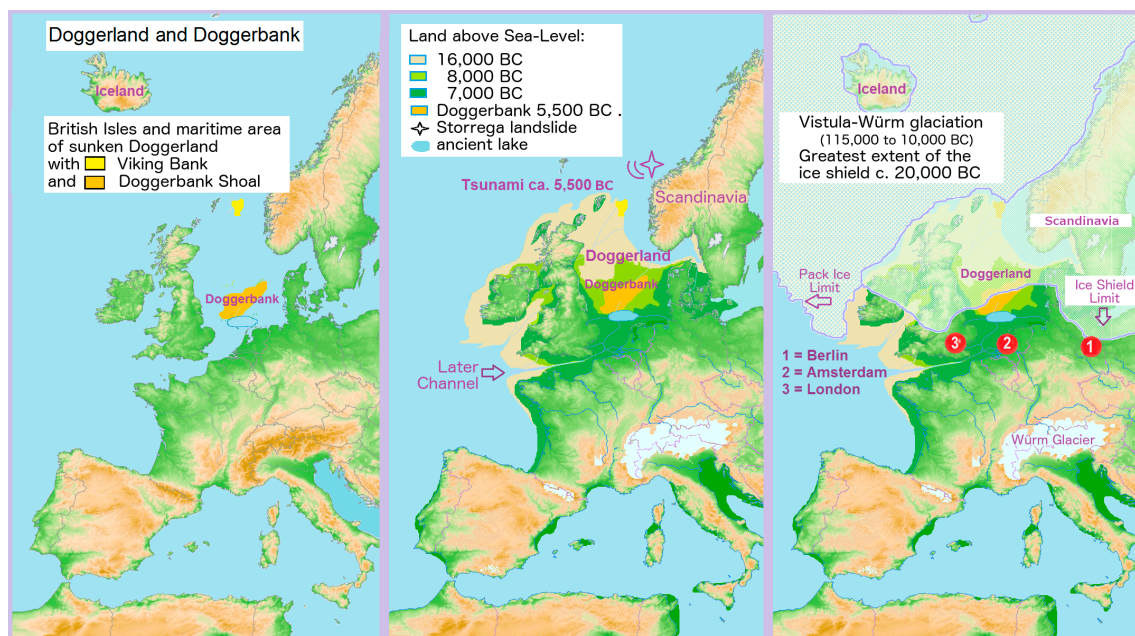 Doggerland and Doggerbank
Iceland
British Isles and maritime area
of sunken Doggerland
with Viking Bank
and Doggerbank Shoal
Doggerbank
Land above Sea-Level:
16,000 BC
8,000 BC
7,000 BC
Doggerbank 5,500 BC .
Storrega landslide
ancient lake
Tsunami ca. 5,500 BC
Scandinavia
Doggerland
Doggerbank
Later
Channel
Iceland
Vistula-Würm glaciation
(115,000 to 10,000 BC)
Greatest extent of the
ice shield c. 20,000 BC
Scandinavia
Doggerland
Pack Ice
Limit
Ice Shield
Limit
3
2
1
1 = Berlin
2 = Amsterdam
3 = London
Würm Glacier